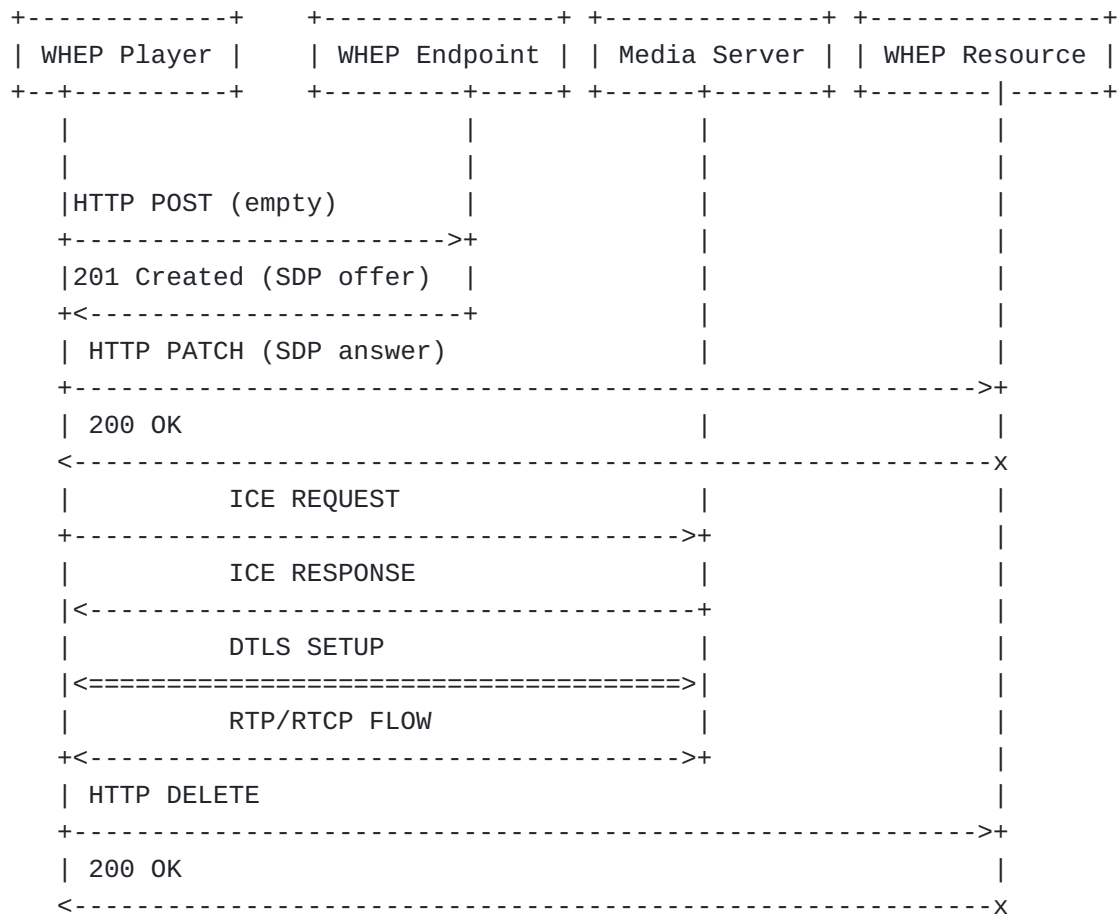 WHEP Player WHEP Endpoint Media Server WHEP Resource
HTTP POST (empty)
201 Created (SDP offer)
HTTP PATCH (SDP answer)
200 OK
ICE REQUEST
ICE RESPONSE
DTLS SETUP
RTP/RTCP FLOW
HTTP DELETE
200 OK